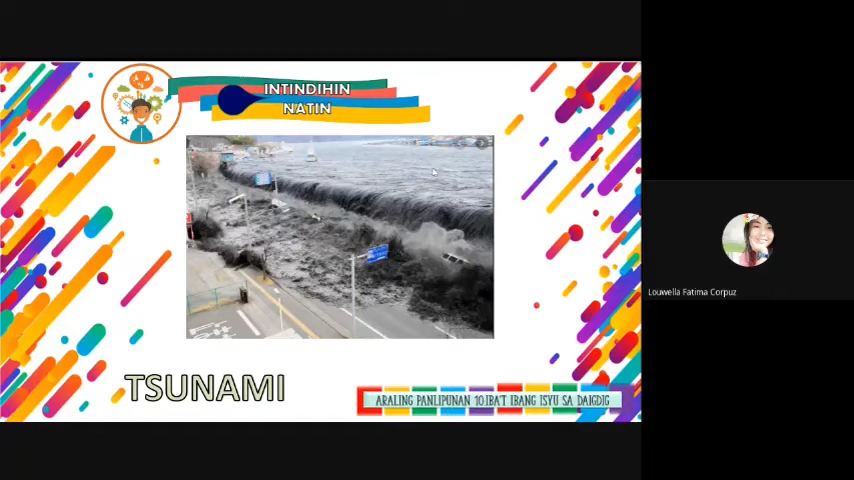 INTINDIHIN
NATIN
TSUNAMI
ARALING PANLIPUNAN 10:IBA'T IBANG ISYU SA DAIGDIG
Louwella Fatima Corpuz